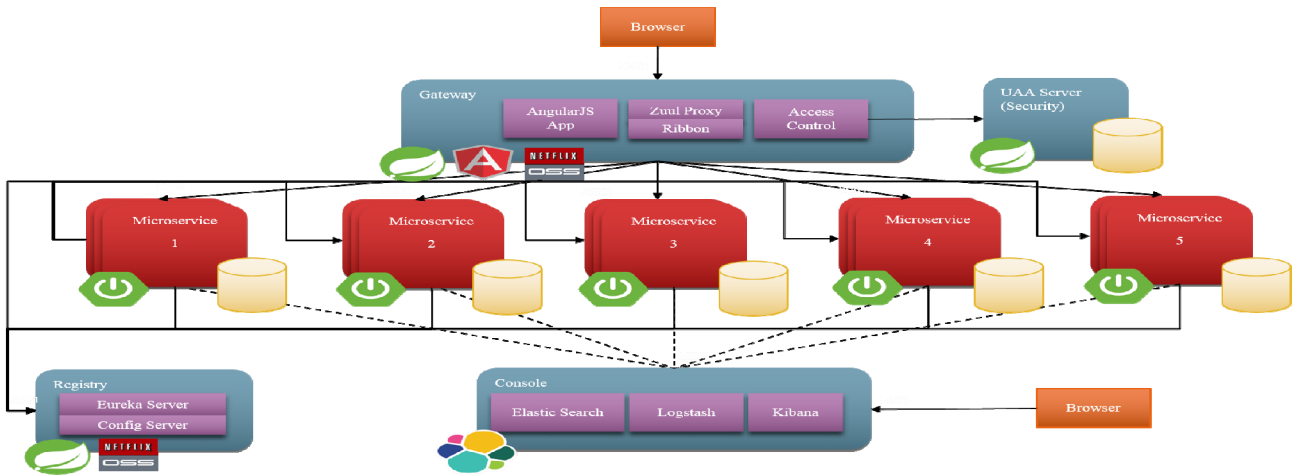 Browser
Gateway
AngularJS
App
Zuul Proxy
Ribbon
Access
Control
UAA Server
(Security)
NETFLIX
OSS
Microservice
1
Microservice
2
Microservice
3
Microservice
4
Microservice
5
Registry
Eureka Server
Config Server
NETFLIX
OSS
Console
Elastic Search
Logstash
Kibana
Browser